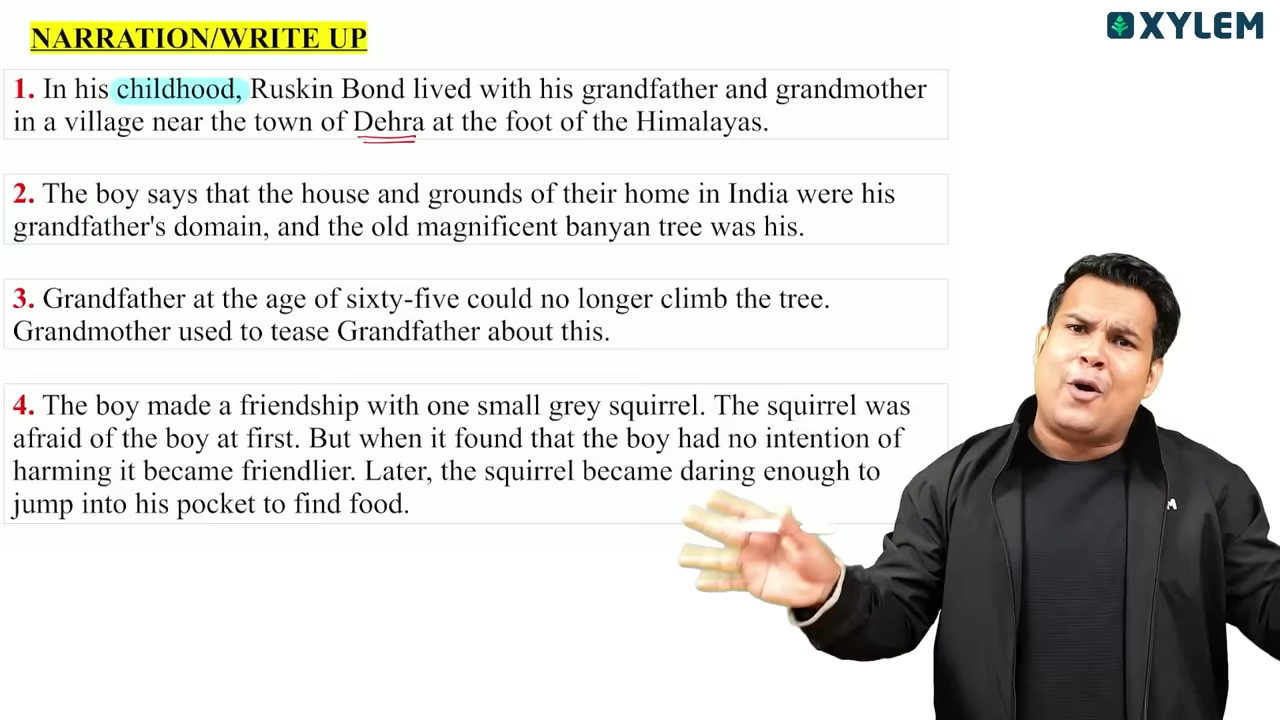 NARRATION/WRITE UP
XYLEM
1. In his childhood, Ruskin Bond lived with his grandfather and grandmother
in a village near the town of Dehra at the foot of the Himalayas.
2. The boy says that the house and grounds of their home in India were his
grandfather's domain, and the old magnificent banyan tree was his.
3. Grandfather at the age of sixty-five could no longer climb the tree.
Grandmother used to tease Grandfather about this.
4. The boy made a friendship with one small grey squirrel. The squirrel was
afraid of the boy at first. But when it found that the boy had no intention of
harming it became friendlier. Later, the squirrel became daring enough to
jump into his pocket to find food.